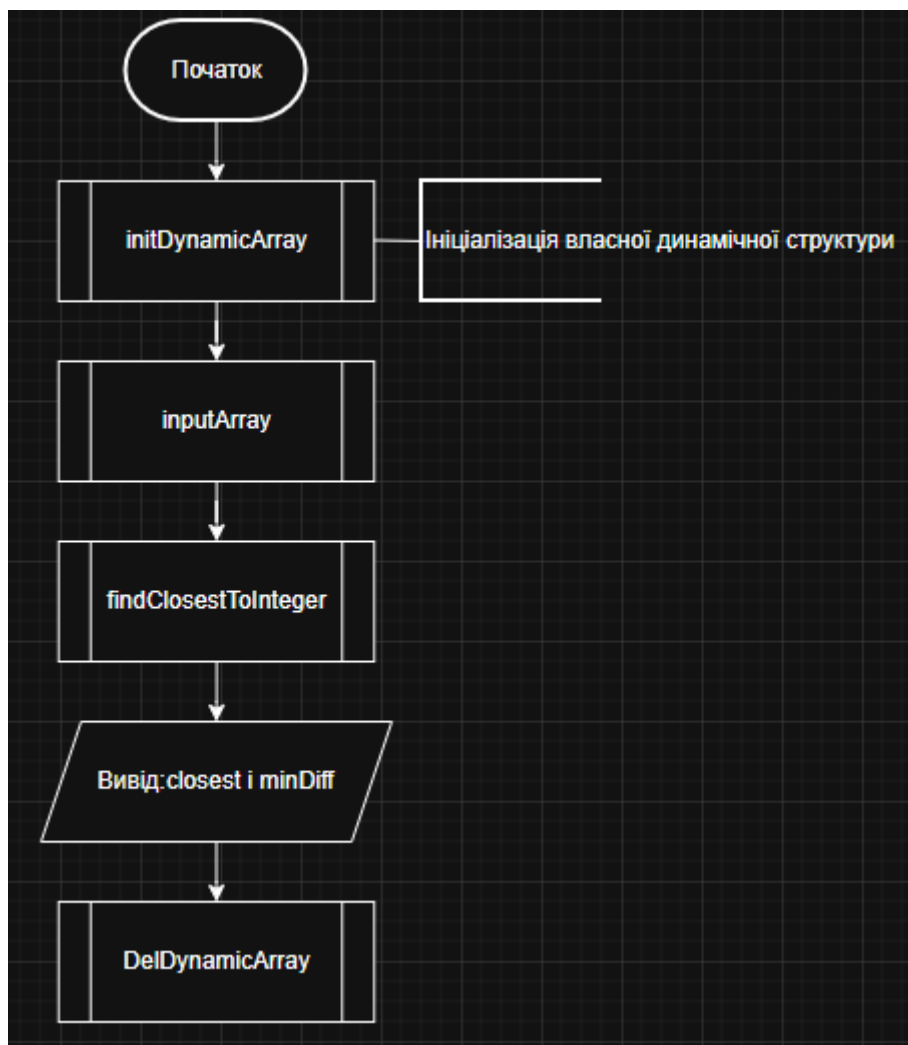 Початок
initDynamicArray
Ініціалізація власної динамічної структури
inputArray
findClosestToInteger
Вивід:closest і minDiff
DelDynamicArray